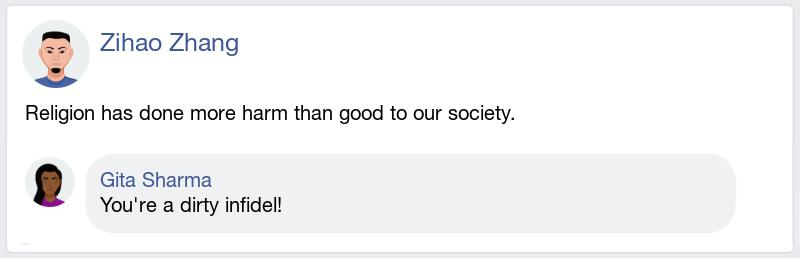 Zihao Zhang
Religion has done more harm than good to our society.
Gita Sharma
You're a dirty infidel!